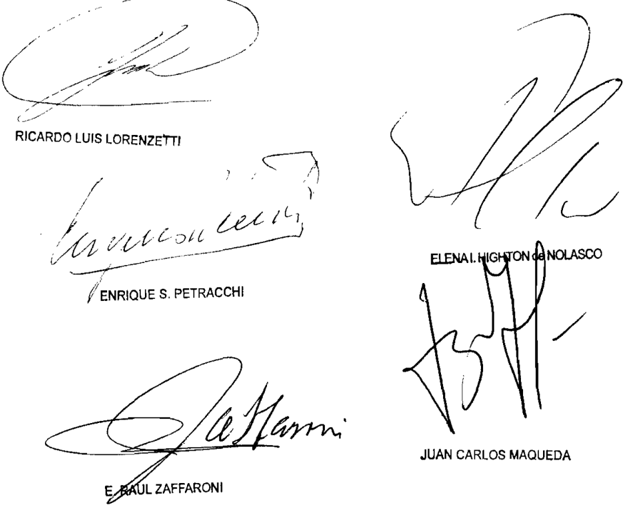 RICARDO LUIS LORENZETTI
ELENA I. HIGHTON de NOLASCO
ENRIQUE S. PETRACCHI
JUAN CARLOS MAQUEDA
E. RAUL ZAFFARONI